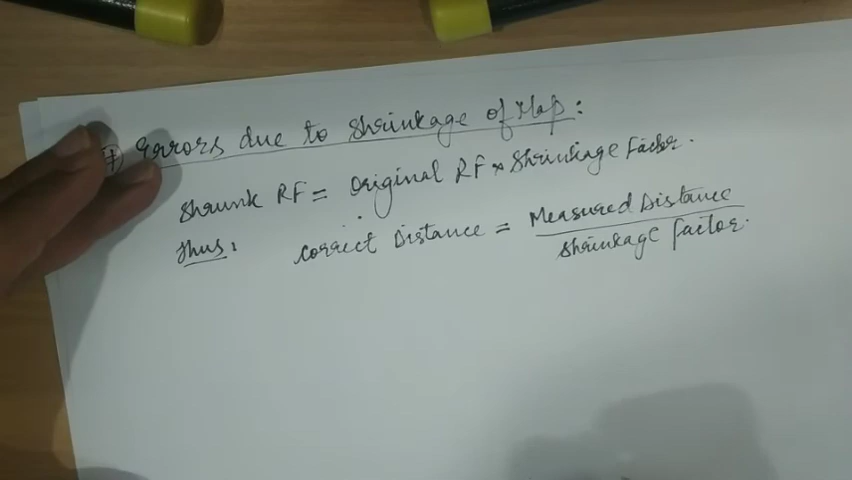 Errors due to Shrinkage of Map:
Shrunk RF = Original RF × Shrinkage Factor.
Thus: Correct Distance = Measured Distance
Shrinkage factor.